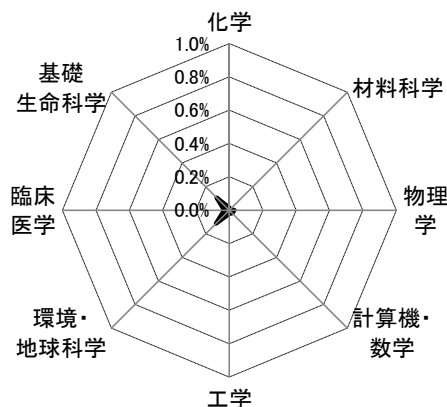 化学
1.0%
0.8%
0.6%
0.4%
0.2%
0.0%
材料科学
物理
学
計算機・
数学
工学
環境・
地球科学
臨床
医学
基礎
生命科学